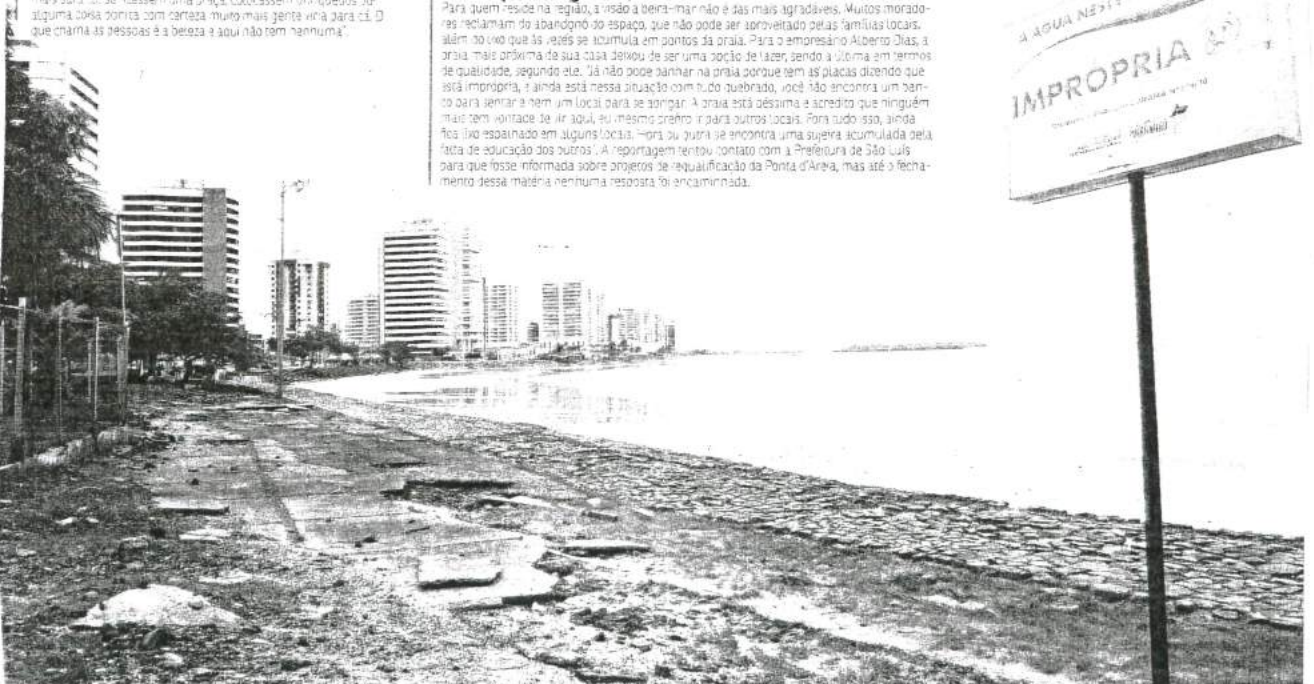 alguma coisa bonita com certeza muito mais gente viria para cá. O
que chama as pessoas é a beleza e aqui não tem nenhuma".
Para quem reside na região, a visão à beira-mar não é das mais agradáveis. Muitos morado-
res reclamam do abandono do espaço, que não pode ser aproveitado pelas famílias locais,
além do lixo que às vezes se acumula em pontos da praia. Para o empresário Alberto Dias, a
praia mais próxima de sua casa deixou de ser uma opção de lazer, sendo a última em termos
de qualidade, segundo ele. "Já não pode banhar na praia porque tem as placas dizendo que
está imprópria, e ainda está nessa situação com tudo quebrado, você não encontra um ban-
co para sentar e nem um local para se abrigar. A praia está péssima e acredito que ninguém
mais tem vontade de vir aqui, eu mesmo prefiro ir para outros locais. Fora tudo isso, ainda
fica lixo espalhado em alguns locais. Hora ou outra se encontra uma sujeira acumulada pela
falta de educação dos outros". A reportagem tentou contato com a Prefeitura de São Luís
para que fosse informada sobre projetos de requalificação da Ponta d'Areia, mas até o fecha-
mento dessa matéria nenhuma resposta foi encaminhada.
A ÁGUA NESTE
IMPRÓPRIA